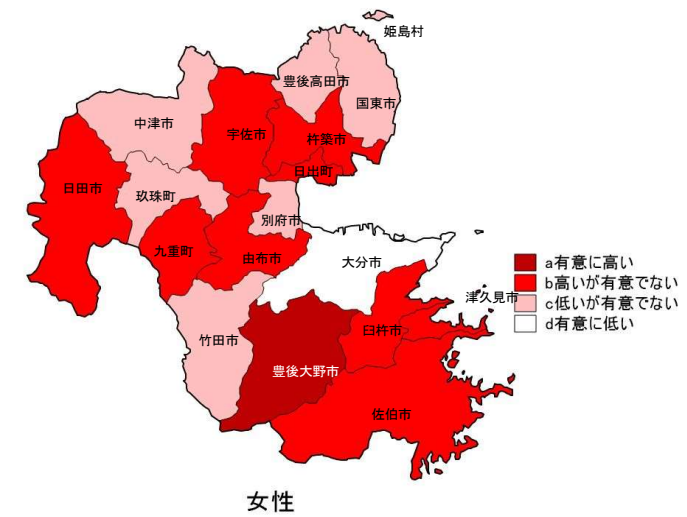 姫島村
豊後高田市
国東市
中津市
宇佐市
杵築市
日出町
日田市
玖珠町
別府市
九重町
由布市
大分市
a有意に高い
b高いが有意でない
c低いが有意でない
d有意に低い
津久見市
臼杵市
竹田市
豊後大野市
佐伯市
女性